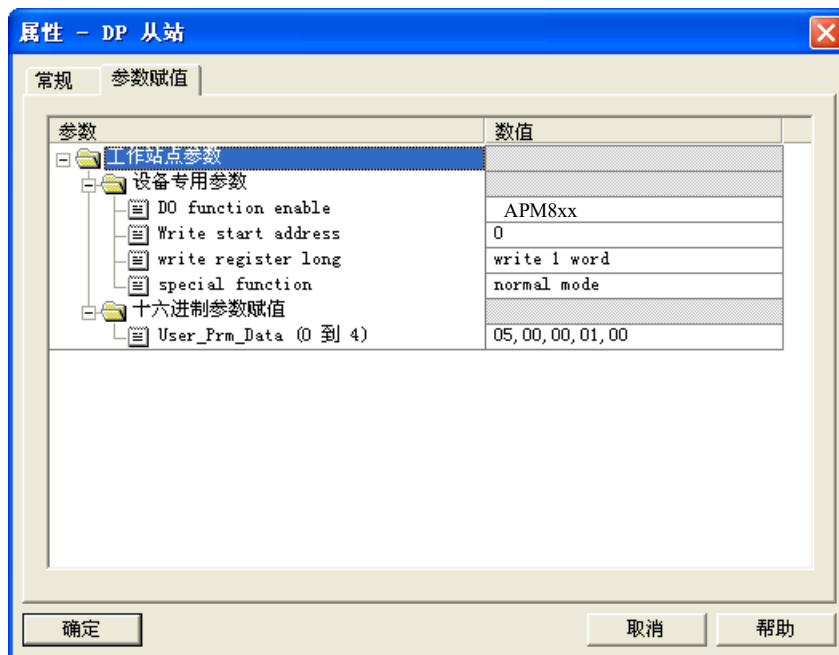 属性 - DP 从站
常规 参数赋值
参数 数值
工作站点参数
设备专用参数
DO function enable APM8xx
Write start address 0
write register long write 1 word
special function normal mode
十六进制参数赋值
User_Prm_Data (0 到 4) 05,00,00,01,00
确定 取消 帮助